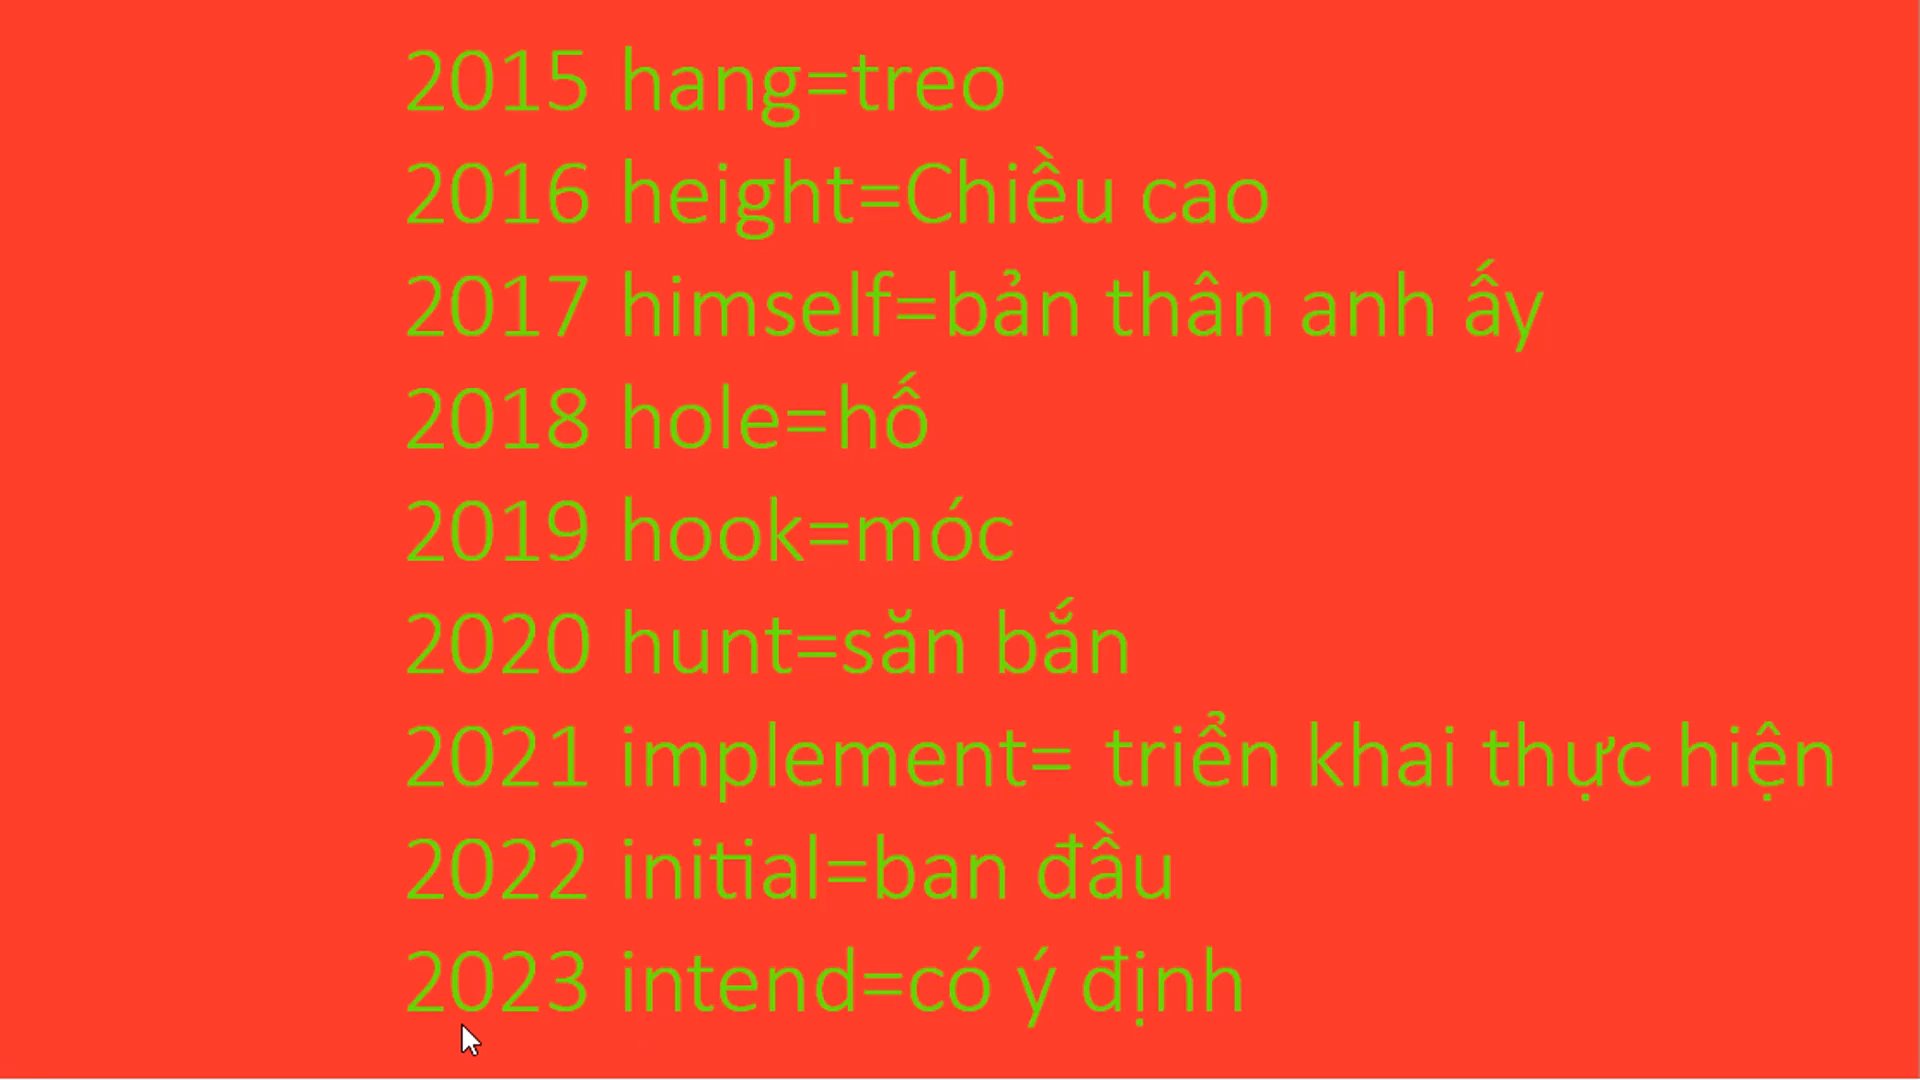 2015 hang=treo
2016 height=Chiều cao
2017 himself=bản thân anh ấy
2018 hole=hố
2019 hook=móc
2020 hunt=săn bắn
2021 implement= triển khai thực hiện
2022 initial=ban đầu
2023 intend=có ý định